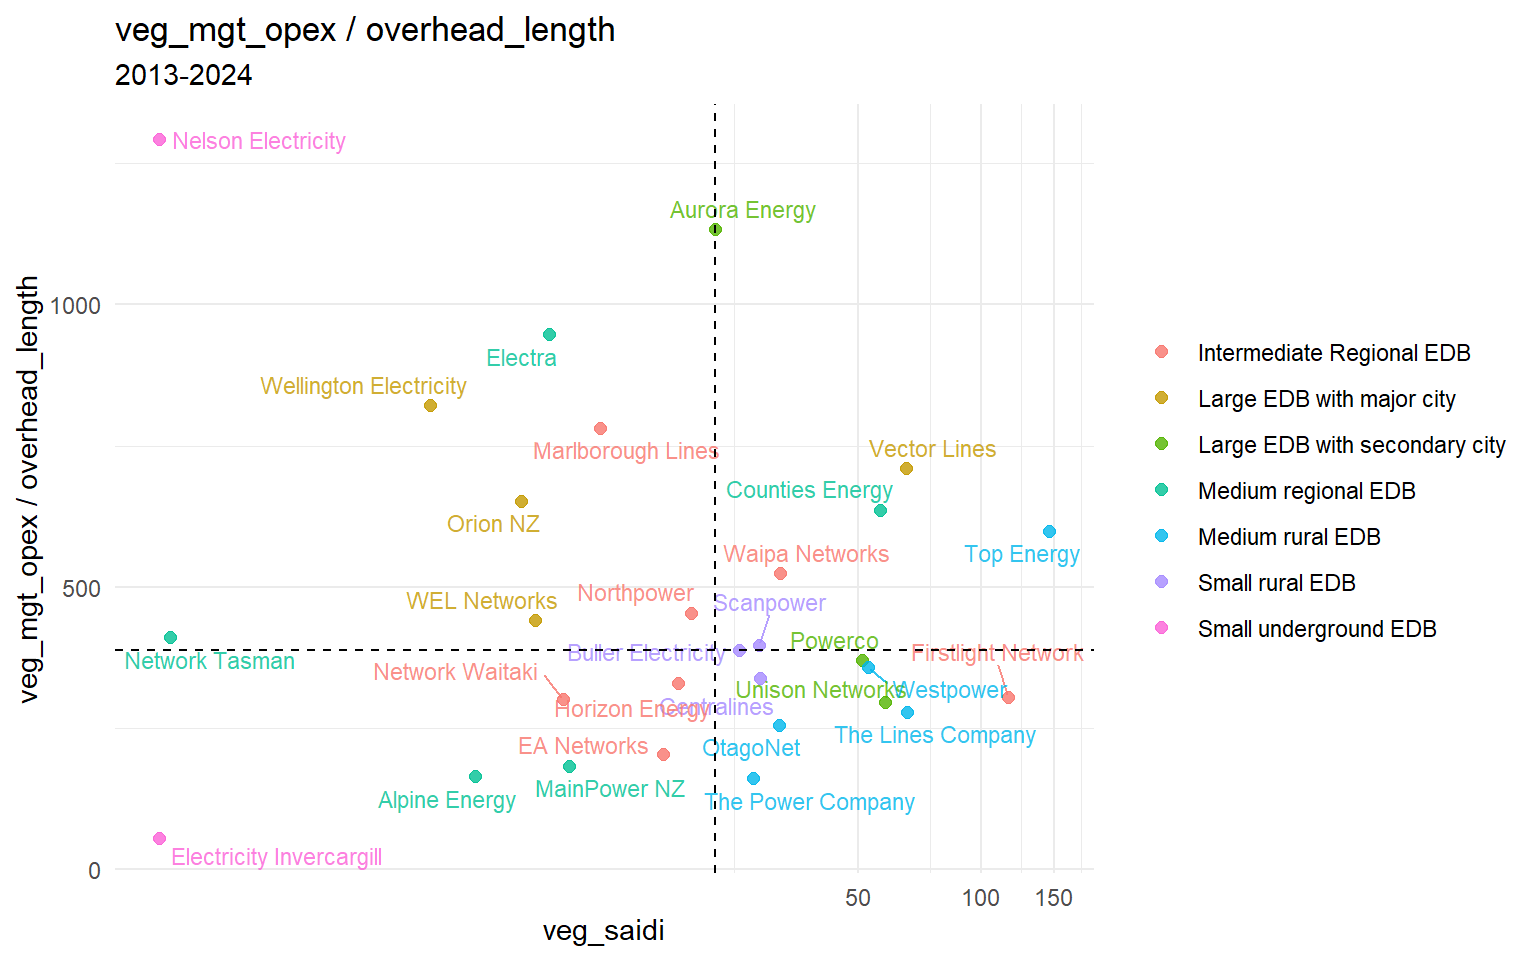 veg_mgt_opex / overhead_length
2013-2024
veg_mgt_opex / overhead_length
1000
500
0
Nelson Electricity
Aurora Energy
Electra
Wellington Electricity
Marlborough Lines
Vector Lines
Counties Energy
Orion NZ
Top Energy
Waipa Networks
Northpower
WEL Networks
Scanpower
Powerco
Buller Electricity
Firstlight Network
Network Tasman
Network Waitaki
Unison Networks
Westpower
Horizon Energy
Centralines
The Lines Company
EA Networks
OtagoNet
MainPower NZ
Alpine Energy
The Power Company
Electricity Invercargill
50
100
150
veg_saidi
Intermediate Regional EDB
Large EDB with major city
Large EDB with secondary city
Medium regional EDB
Medium rural EDB
Small rural EDB
Small underground EDB